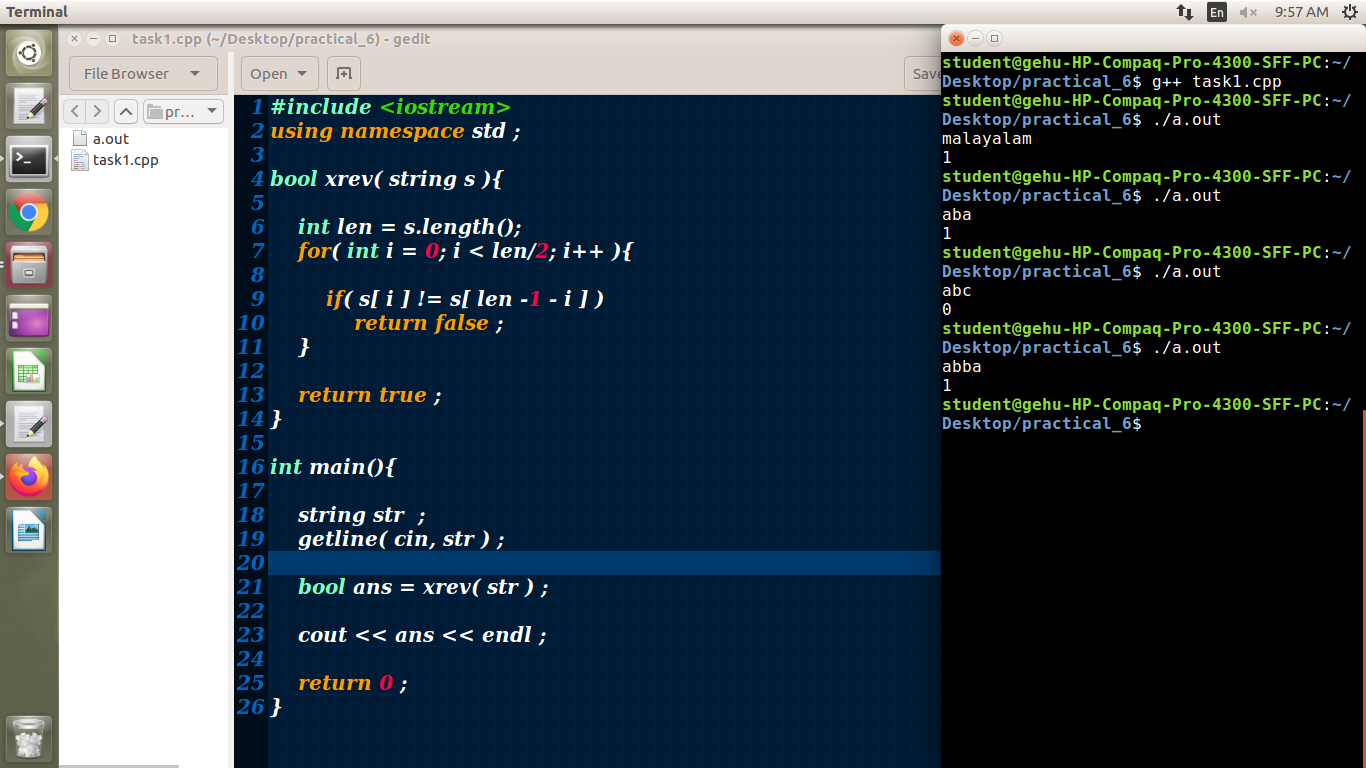 Terminal
En
9:57 AM
task1.cpp (~/Desktop/practical_6) - gedit
File Browser
Open
Save
pr...
a.out
task1.cpp
1 #include <iostream>
2 using namespace std ;
3
4 bool xrev( string s ){
5
6 int len = s.length();
7 for( int i = 0; i < len/2; i++ ){
8
9 if( s[ i ] != s[ len -1 - i ] )
10 return false ;
11 }
12
13 return true ;
14 }
15
16 int main(){
17
18 string str  ;
19 getline( cin, str ) ;
20
21 bool ans = xrev( str ) ;
22
23 cout << ans << endl ;
24
25 return 0 ;
26 }
student@gehu-HP-Compaq-Pro-4300-SFF-PC:~/
Desktop/practical_6$ g++ task1.cpp
student@gehu-HP-Compaq-Pro-4300-SFF-PC:~/
Desktop/practical_6$ ./a.out
malayalam
1
student@gehu-HP-Compaq-Pro-4300-SFF-PC:~/
Desktop/practical_6$ ./a.out
aba
1
student@gehu-HP-Compaq-Pro-4300-SFF-PC:~/
Desktop/practical_6$ ./a.out
abc
0
student@gehu-HP-Compaq-Pro-4300-SFF-PC:~/
Desktop/practical_6$ ./a.out
abba
1
student@gehu-HP-Compaq-Pro-4300-SFF-PC:~/
Desktop/practical_6$